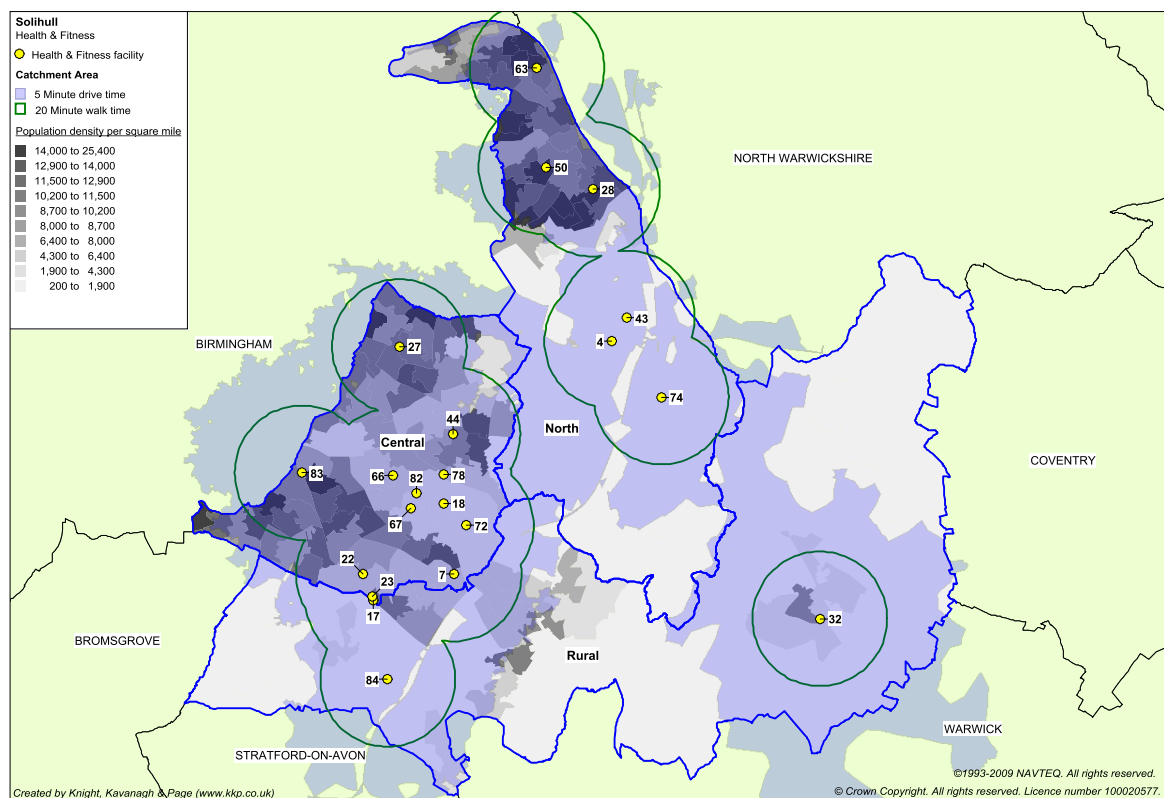 Solihull
Health & Fitness
Health & Fitness facility
Catchment Area
5 Minute drive time
20 Minute walk time
Population density per square mile
14,000 to 25,400
12,900 to 14,000
11,500 to 12,900
10,200 to 11,500
8,700 to 10,200
8,000 to 8,700
6,400 to 8,000
4,300 to 6,400
1,900 to 4,300
200 to 1,900
63
NORTH WARWICKSHIRE
50
28
43
BIRMINGHAM
4
27
74
44
North
Central
COVENTRY
83
66
78
82
18
67
72
22
7
23
17
32
BROMSGROVE
Rural
84
WARWICK
STRATFORD-ON-AVON
©1993-2009 NAVTEQ. All rights reserved.
Created by Knight, Kavanagh & Page (www.kkp.co.uk)
© Crown Copyright. All rights reserved. Licence number 100020577.